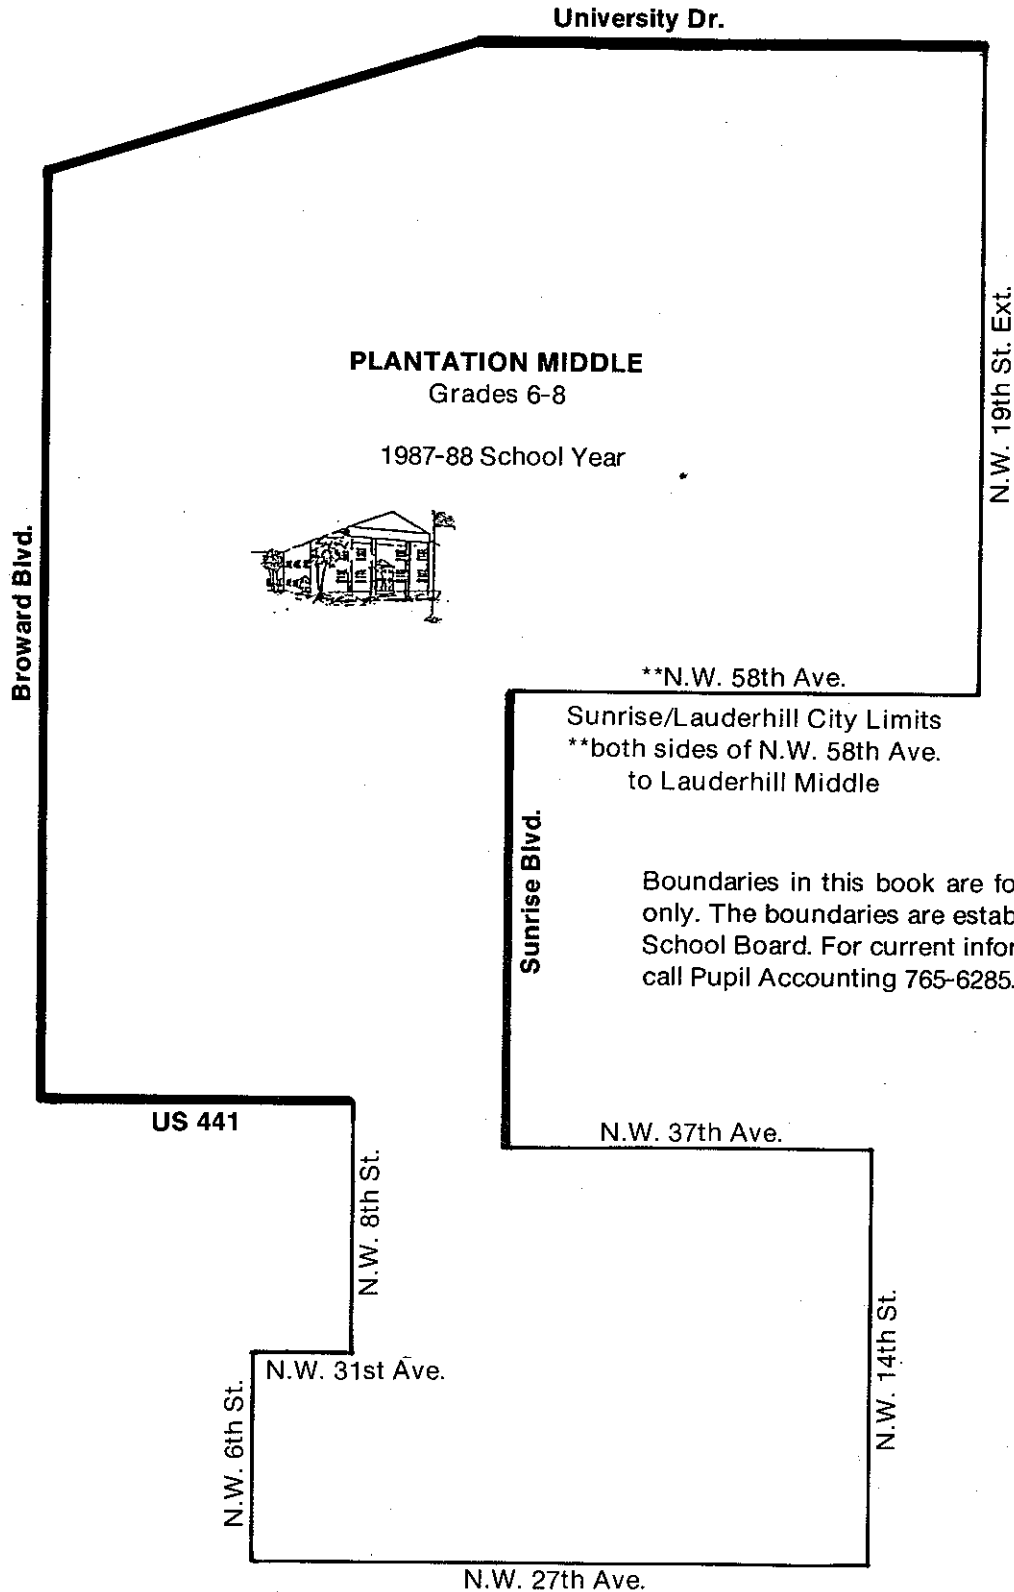 University Dr.
N.W. 19th St. Ext.
PLANTATION MIDDLE
Grades 6-8
1987-88 School Year
Broward Blvd.
**N.W. 58th Ave.
Sunrise/Lauderhill City Limits
**both sides of N.W. 58th Ave.
to Lauderhill Middle
Sunrise Blvd.
Boundaries in this book are
only. The boundaries are
School Board. For current
call Pupil Accounting 765-6285.
US 441
N.W. 37th Ave.
N.W. 8th St.
N.W. 31st Ave.
N.W. 14th St.
N.W. 6th St.
N.W. 27th Ave.